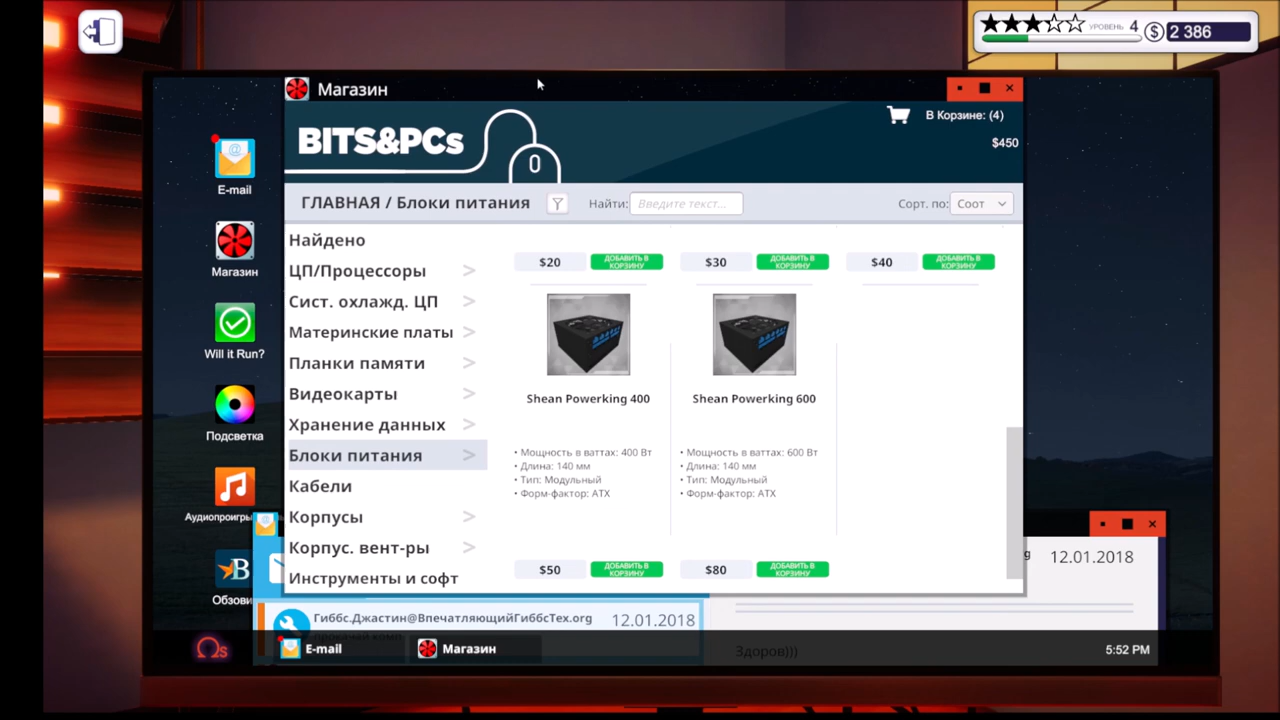 УРОВЕНЬ 4 $ 2 386
Магазин
В Корзине: (4)
BITS&PCs
$450
ГЛАВНАЯ / Блоки питания
Найти: Введите текст...
Сорт. по: Соот
E-mail
Магазин
Will it Run?
Подсветка
Аудиопроигры
Обзови
Найдено
ЦП/Процессоры >
Сист. охлажд. ЦП >
Материнские платы >
Планки памяти >
Видеокарты >
Хранение данных >
Блоки питания >
Кабели
Корпусы >
Корпус. вент-ры >
Инструменты и софт
$20 ДОБАВИТЬ В КОРЗИНУ
$30 ДОБАВИТЬ В КОРЗИНУ
$40 ДОБАВИТЬ В КОРЗИНУ
Shean Powerking 400
• Мощность в ваттах: 400 Вт
• Длина: 140 мм
• Тип: Модульный
• Форм-фактор: ATX
$50 ДОБАВИТЬ В КОРЗИНУ
Shean Powerking 600
• Мощность в ваттах: 600 Вт
• Длина: 140 мм
• Тип: Модульный
• Форм-фактор: ATX
$80 ДОБАВИТЬ В КОРЗИНУ
g 12.01.2018
Гиббс.Джастин@ВпечатляющийГиббсТех.org 12.01.2018
Здоров)))
Ωs
E-mail
Магазин
5:52 PM